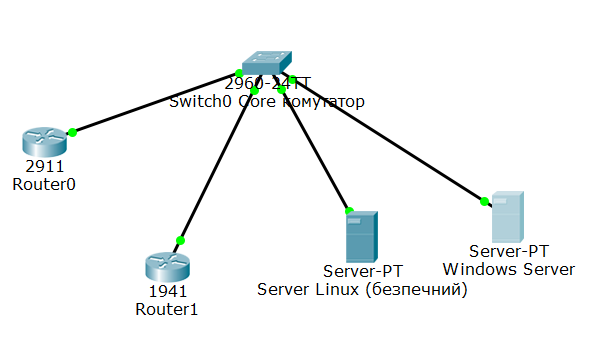 2960-24TT
Switch0 Core комутатор
2911
Router0
1941
Router1
Server-PT
Server Linux (безпечний)
Server-PT
Windows Server